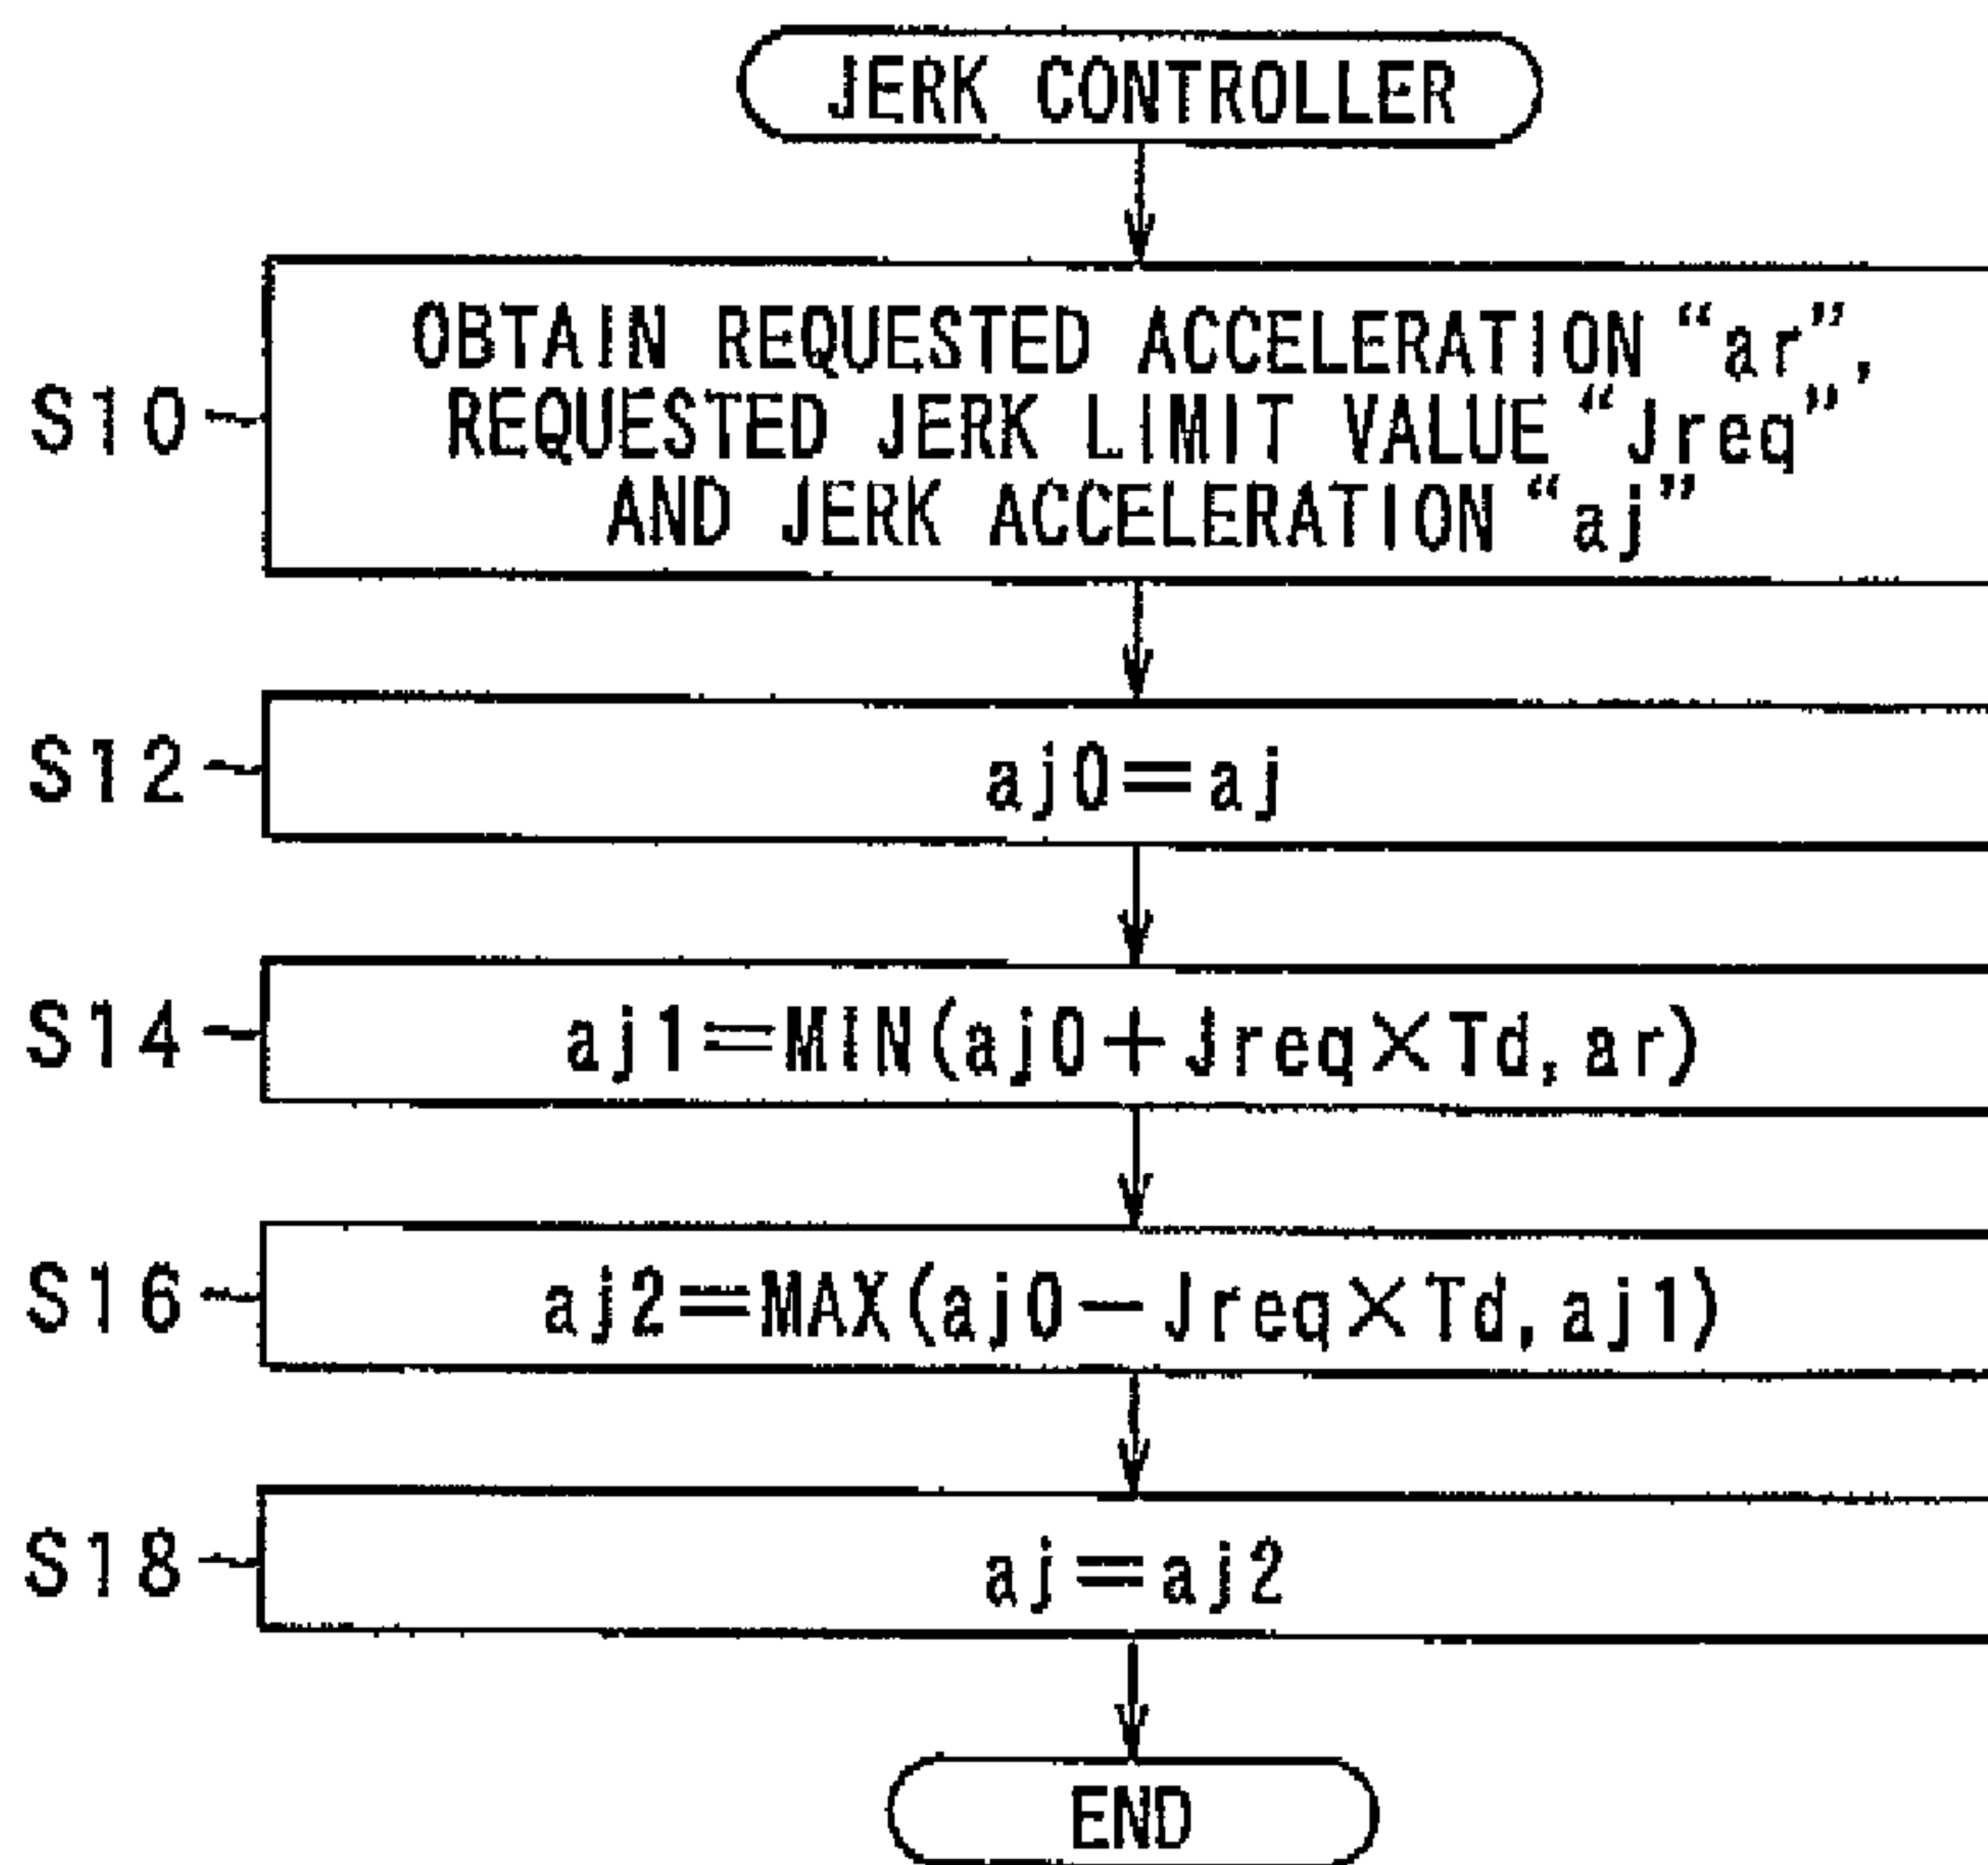 JERK CONTROLLER
S10
OBTAIN REQUESTED ACCELERATION “ar”,
REQUESTED JERK LIMIT VALUE “Jreq”
AND JERK ACCELERATION “aj”
S12
aj0=aj
S14
aj1=MIN(aj0+Jreq×Td,ar)
S16
aj2=MAX(aj0−Jreq×Td,aj1)
S18
aj=aj2
END